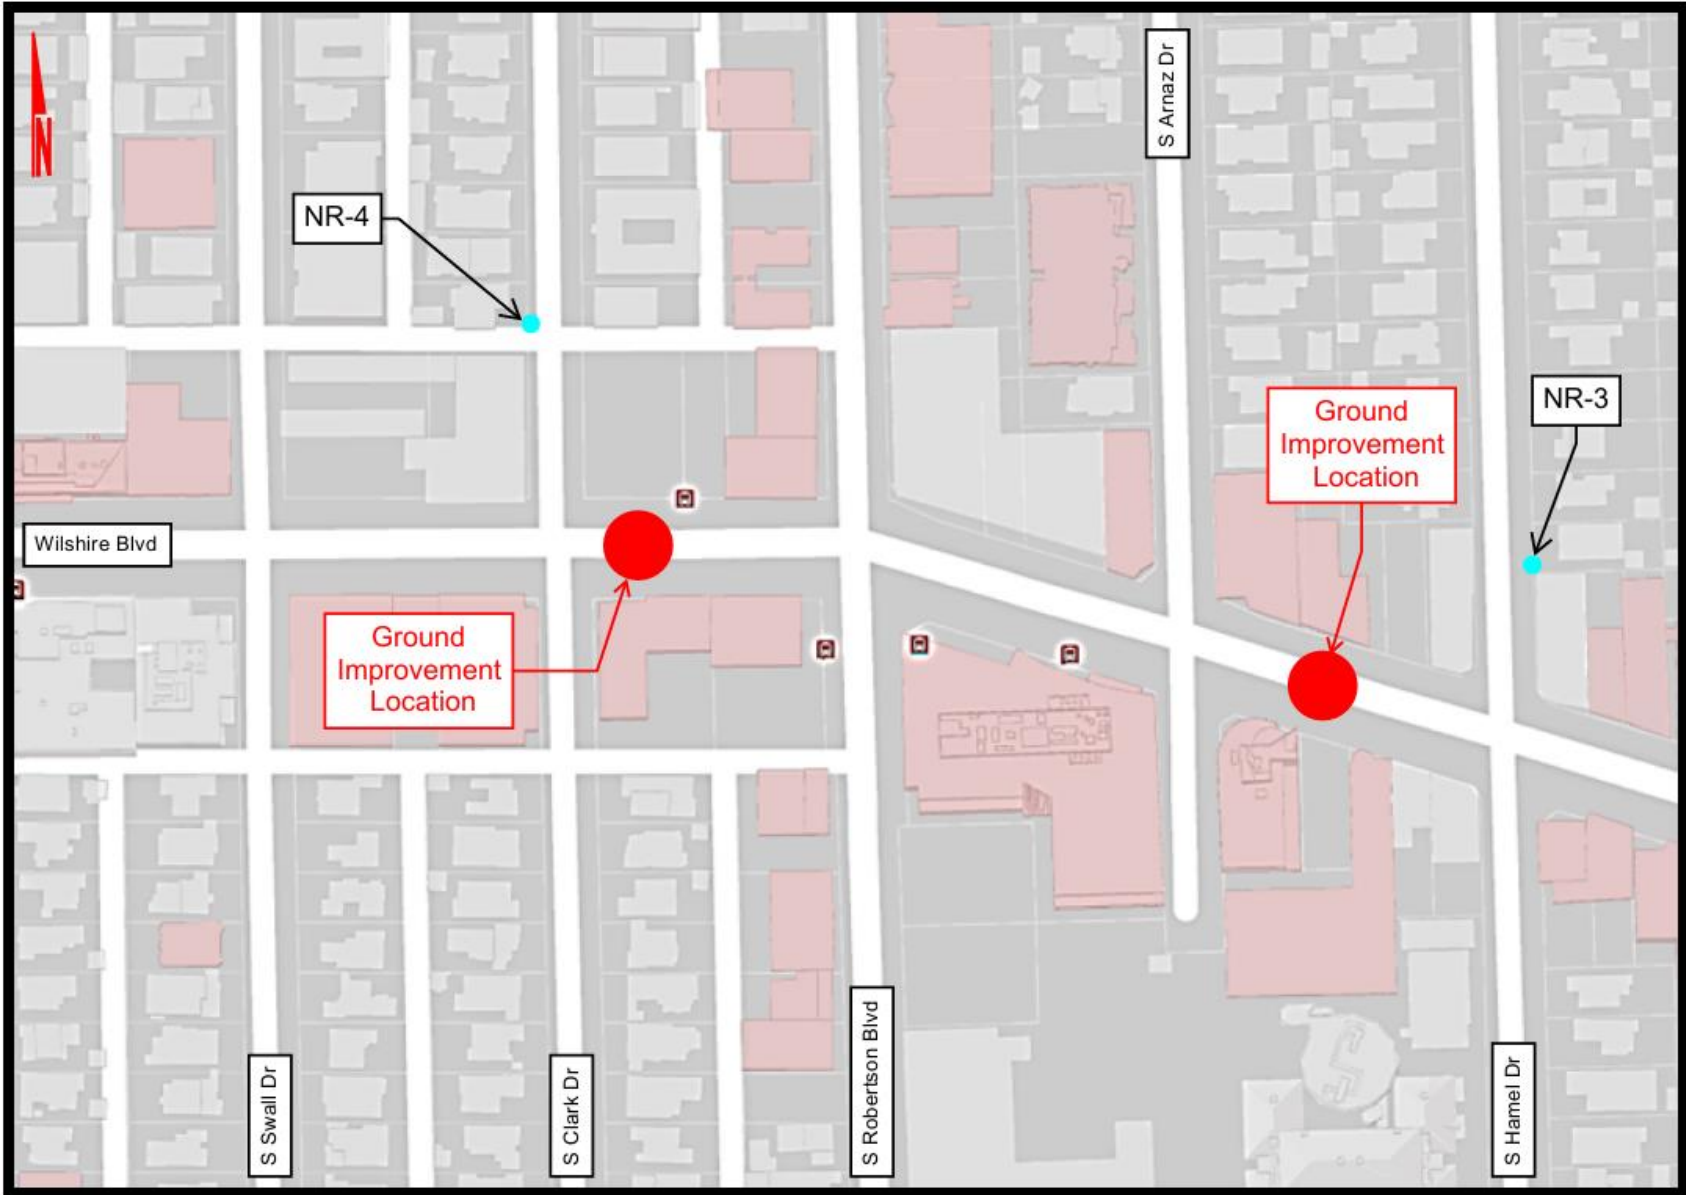 N
S Arnaz Dr
NR-4
NR-3
Ground
Improvement
Location
Wilshire Blvd
Ground
Improvement
Location
S Swall Dr
S Clark Dr
S Robertson Blvd
S Hamel Dr